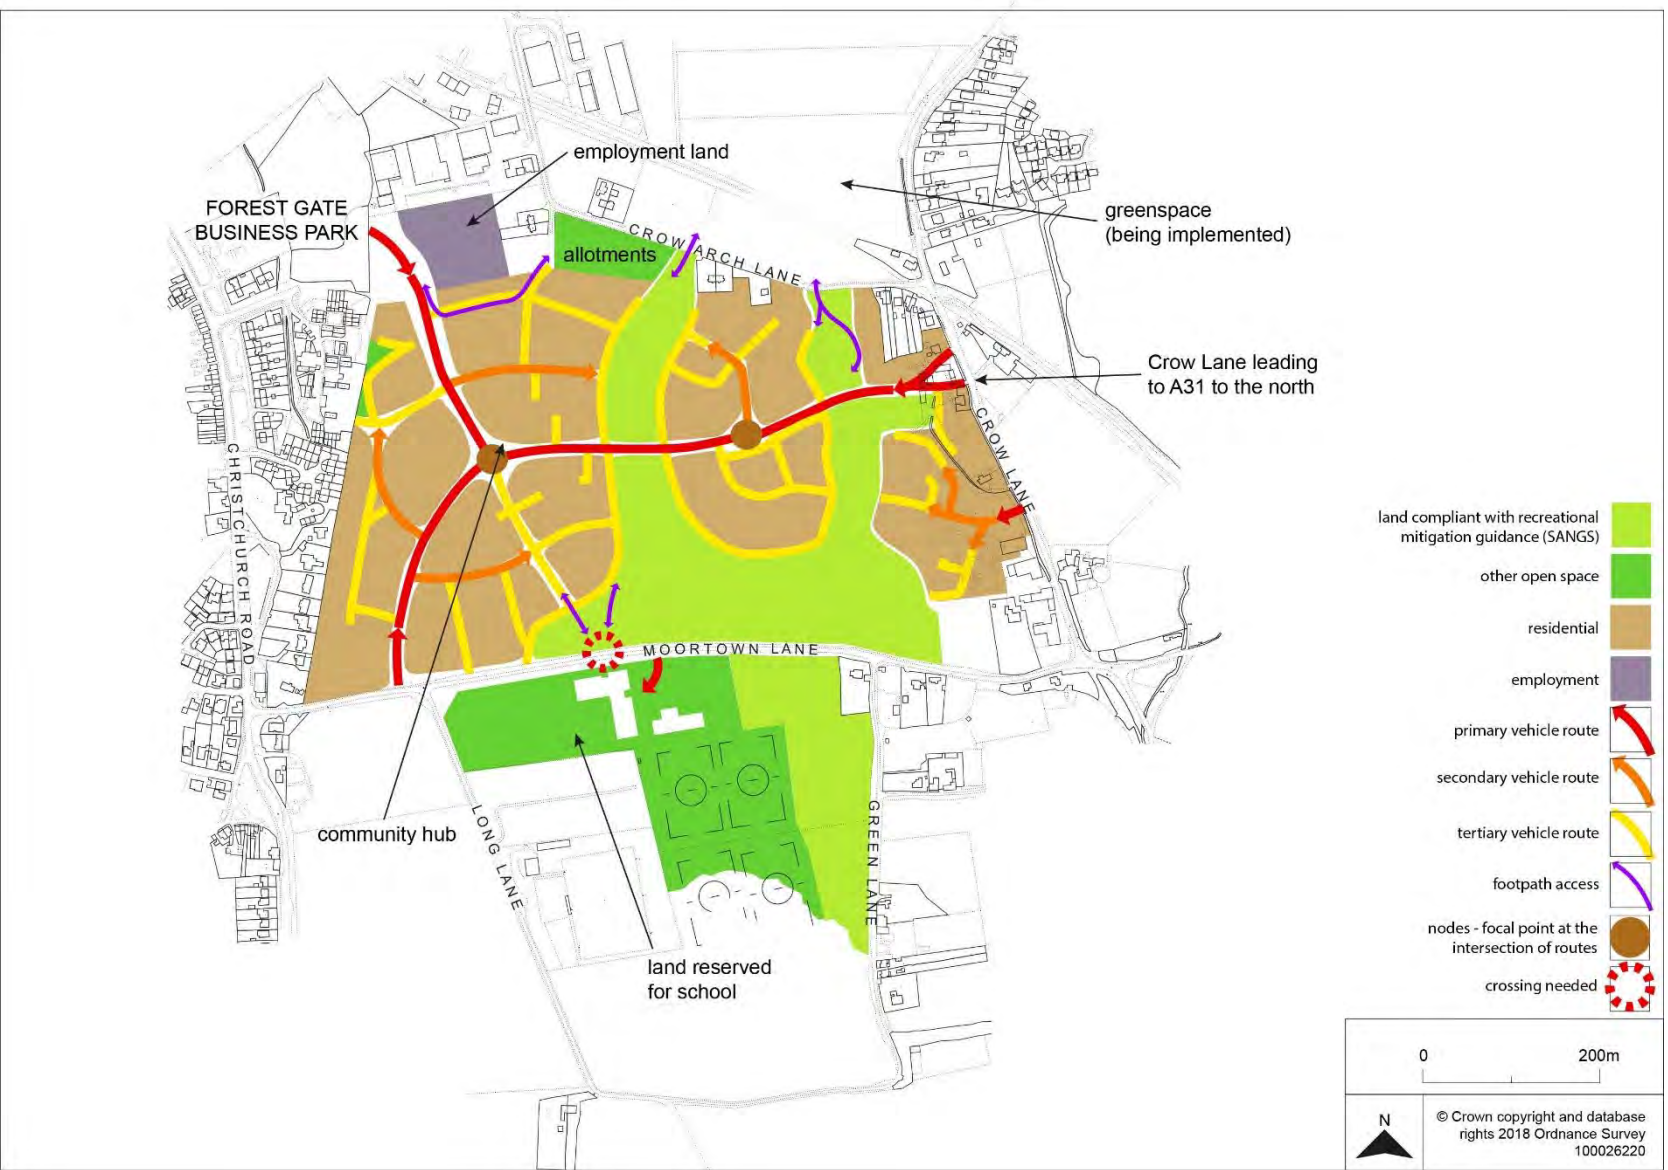 employment land
FOREST GATE
BUSINESS PARK
greenspace
(being implemented)
CROW ARCH LANE
allotments
Crow Lane leading
to A31 to the north
CROW LANE
CHRISTCHURCH ROAD
MOORTOWN LANE
community hub
LONG LANE
GREEN LANE
land reserved
for school
land compliant with recreational
mitigation guidance (SANGS)
other open space
residential
employment
primary vehicle route
secondary vehicle route
tertiary vehicle route
footpath access
nodes - focal point at the
intersection of routes
crossing needed
0 200m
N
© Crown copyright and database
rights 2018 Ordnance Survey
100026220